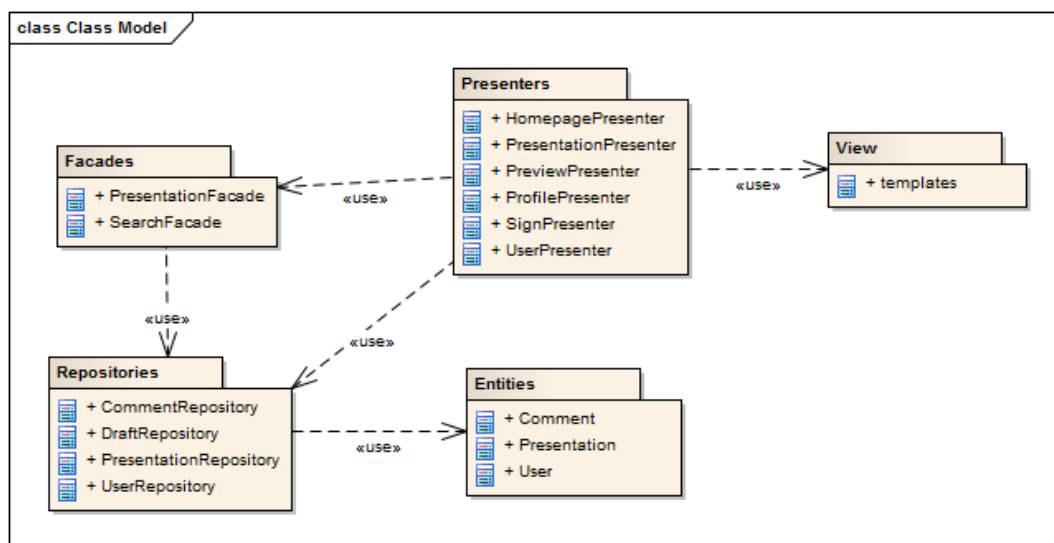 class Class Model
Presenters
+ HomepagePresenter
+ PresentationPresenter
+ PreviewPresenter
+ ProfilePresenter
+ SignPresenter
+ UserPresenter
View
+ templates
Facades
+ PresentationFacade
+ SearchFacade
«use»
«use»
«use»
«use»
Repositories
+ CommentRepository
+ DraftRepository
+ PresentationRepository
+ UserRepository
Entities
+ Comment
+ Presentation
+ User
«use»